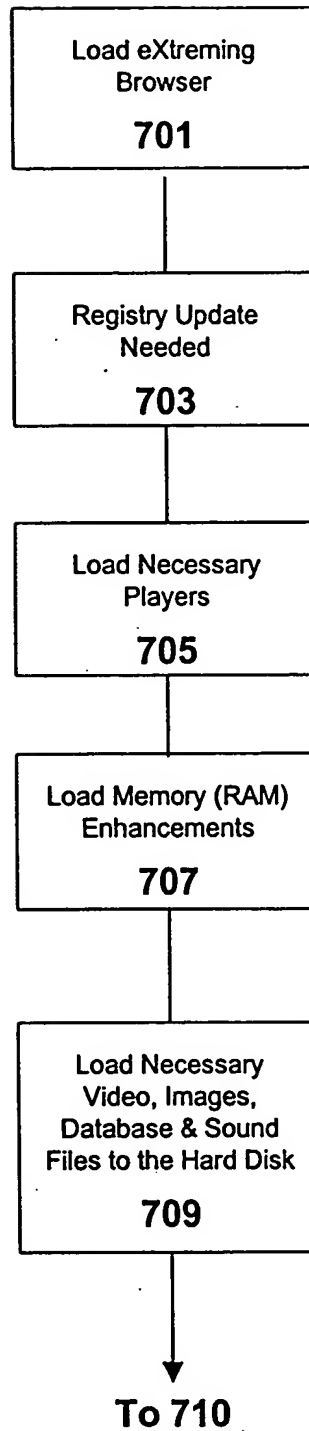 Load eXtreming
Browser
701
Registry Update
Needed
703
Load Necessary
Players
705
Load Memory (RAM)
Enhancements
707
Load Necessary
Video, Images,
Database & Sound
Files to the Hard Disk
709
To 710